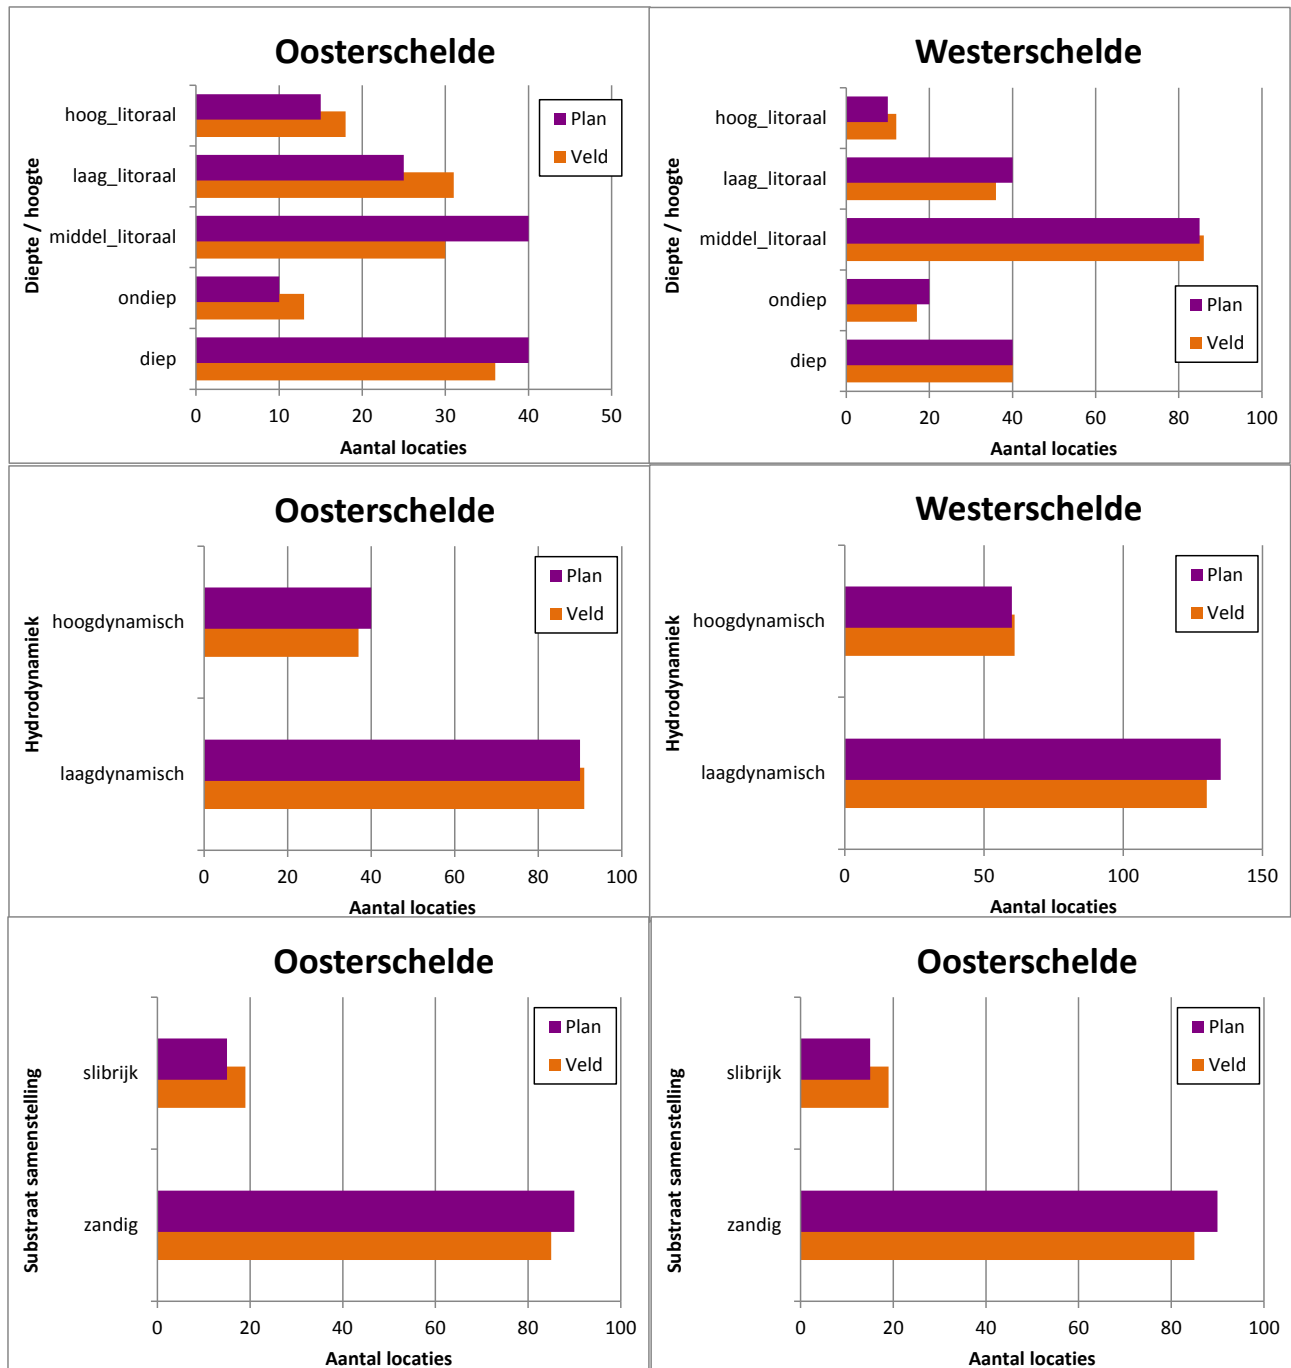 Oosterschelde
Diepte / hoogte
hoog_litoraal
laag_litoraal
middel_litoraal
ondiep
diep
Plan
Veld
0 10 20 30 40 50
Aantal locaties
Westerschelde
Diepte / hoogte
hoog_litoraal
laag_litoraal
middel_litoraal
ondiep
diep
Plan
Veld
0 20 40 60 80 100
Aantal locaties
Oosterschelde
Hydrodynamiek
hoogdynamisch
laagdynamisch
Plan
Veld
0 20 40 60 80 100
Aantal locaties
Westerschelde
Hydrodynamiek
hoogdynamisch
laagdynamisch
Plan
Veld
0 50 100 150
Aantal locaties
Oosterschelde
Substraat samenstelling
slibrijk
zandig
Plan
Veld
0 20 40 60 80 100
Aantal locaties
Oosterschelde
Substraat samenstelling
slibrijk
zandig
Plan
Veld
0 20 40 60 80 100
Aantal locaties